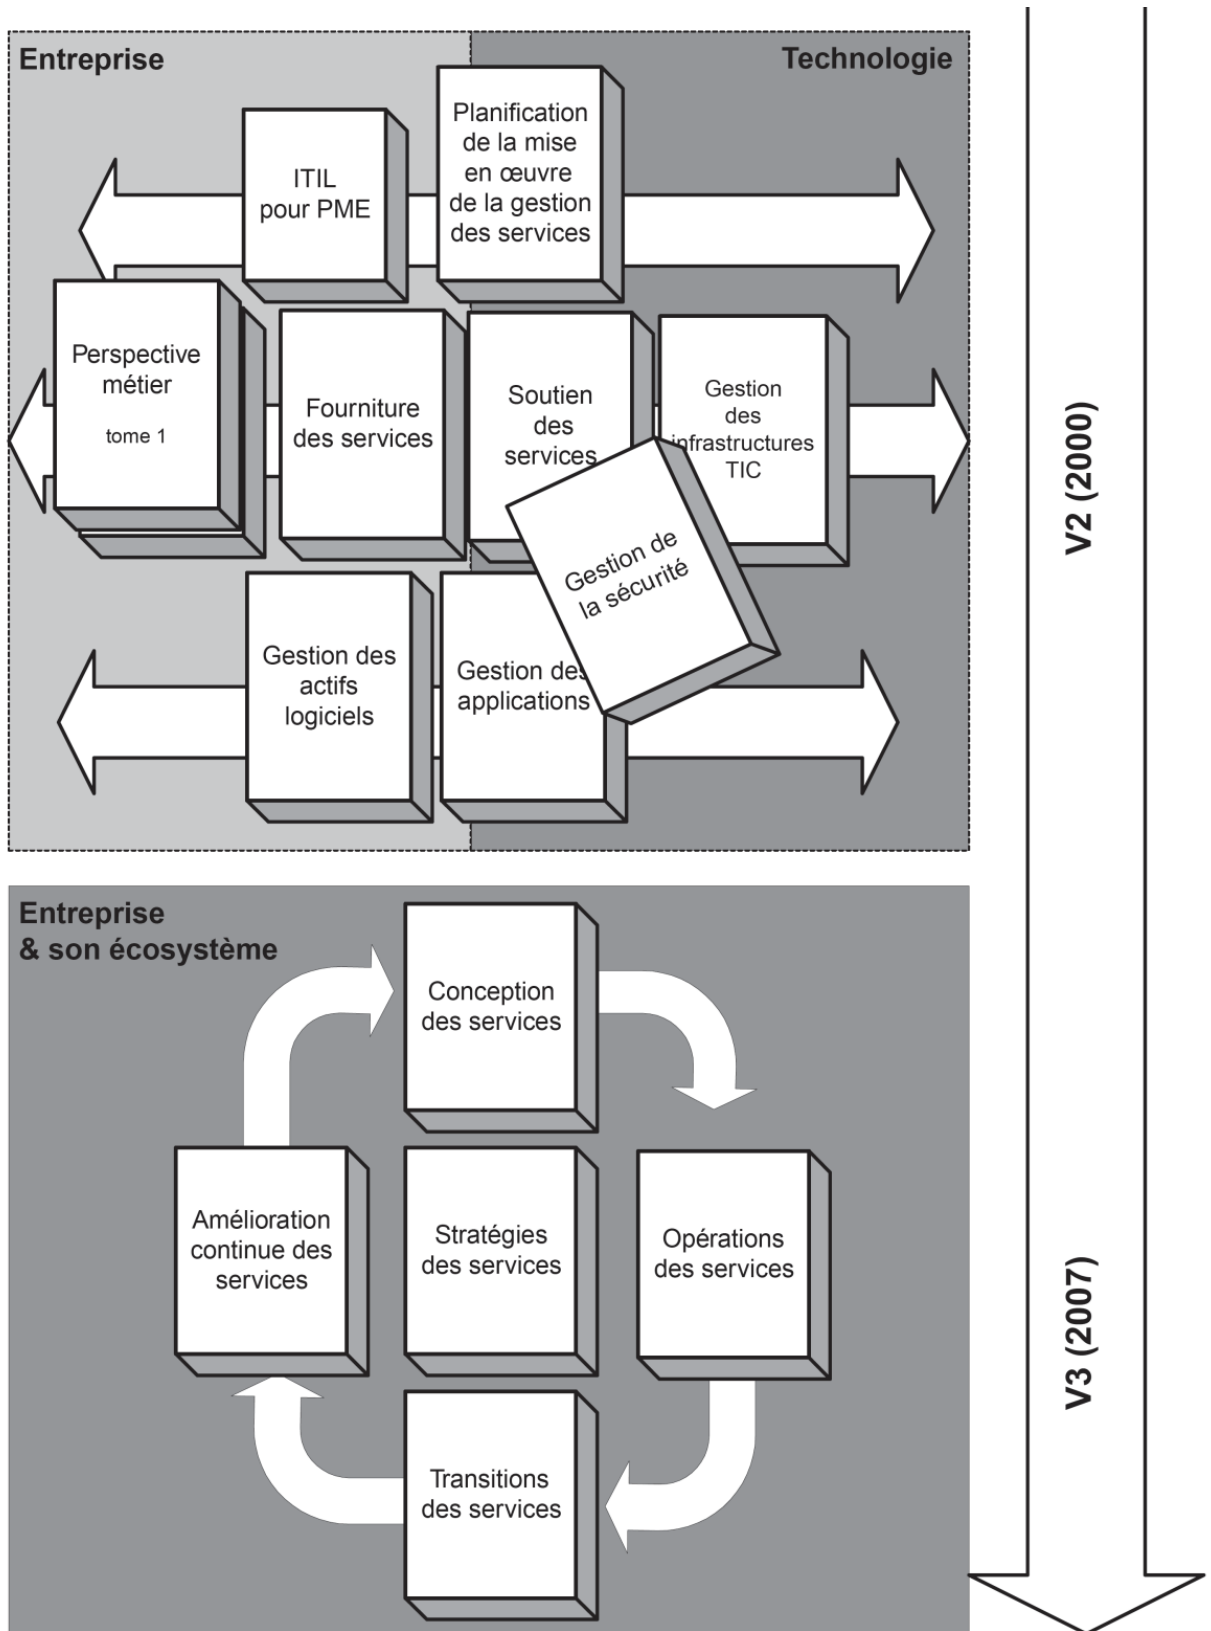 Entreprise
Technologie
ITIL
pour PME
Planification
de la mise
en œuvre
de la gestion
des services
Perspective
métier
tome 1
Fourniture
des services
Soutien
des
services
Gestion
des
infrastructures
TIC
Gestion de
la sécurité
Gestion des
actifs
logiciels
Gestion des
applications
V2 (2000)
Entreprise
& son écosystème
Conception
des services
Amélioration
continue des
services
Stratégies
des services
Opérations
des services
Transitions
des services
V3 (2007)